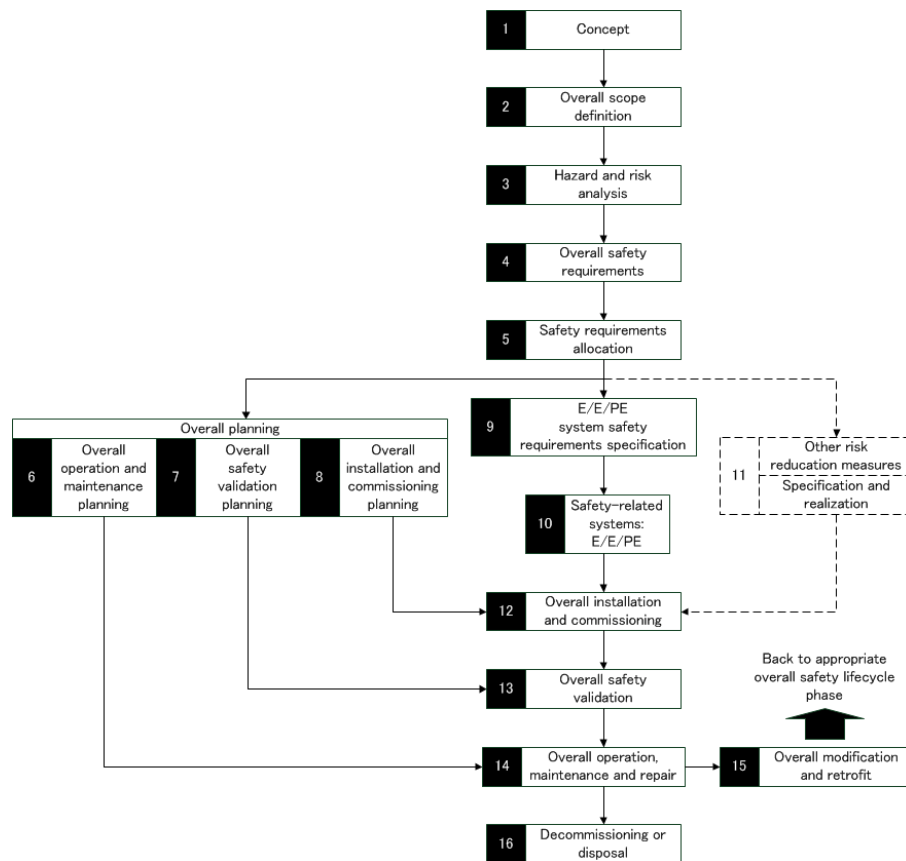 1
Concept
2
Overall scope
definition
3
Hazard and risk
analysis
4
Overall safety
requirements
5
Safety requirements
allocation
Overall planning
6
Overall
operation and
maintenance
planning
7
Overall
safety
validation
planning
8
Overall
installation and
commissioning
planning
9
E/E/PE
system safety
requirements specification
10
Safety-related
systems:
E/E/PE
11
Other risk
reducation measures
Specification and
realization
12
Overall installation
and commissioning
13
Overall safety
validation
Back to appropriate
overall safety lifecycle
phase
14
Overall operation,
maintenance and repair
15
Overall modification
and retrofit
16
Decommissioning or
disposal